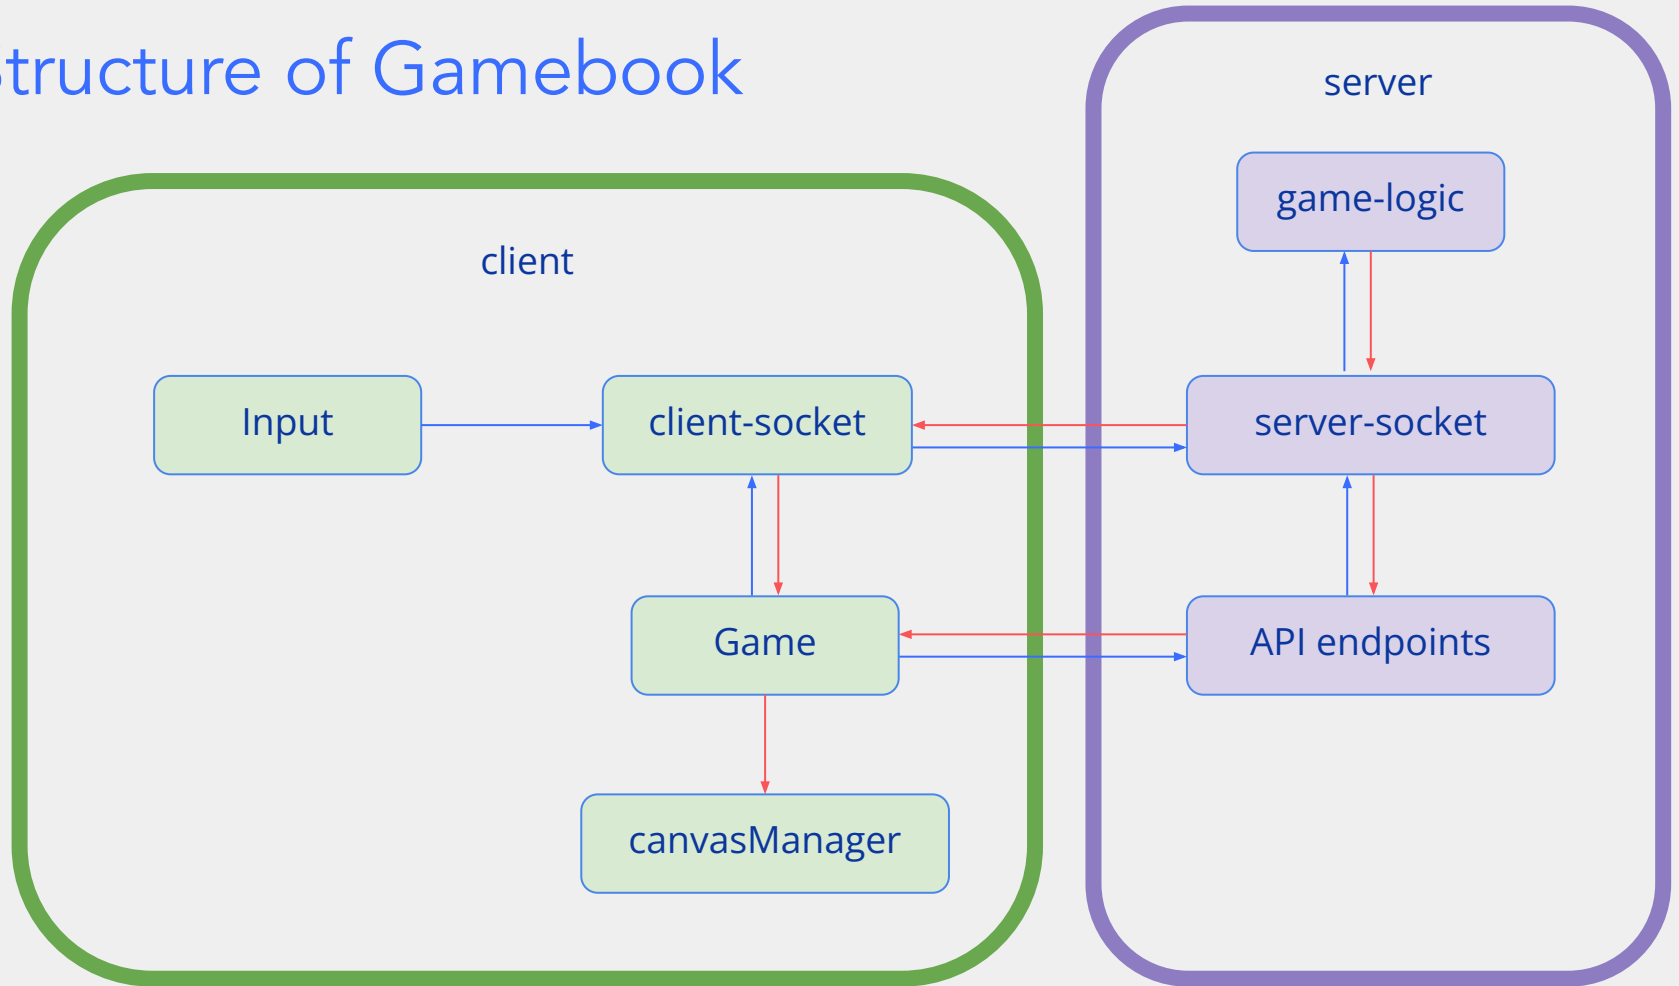 tructure of Gamebook
server
game-logic
client
Input
client-socket
server-socket
Game
API endpoints
canvasManager